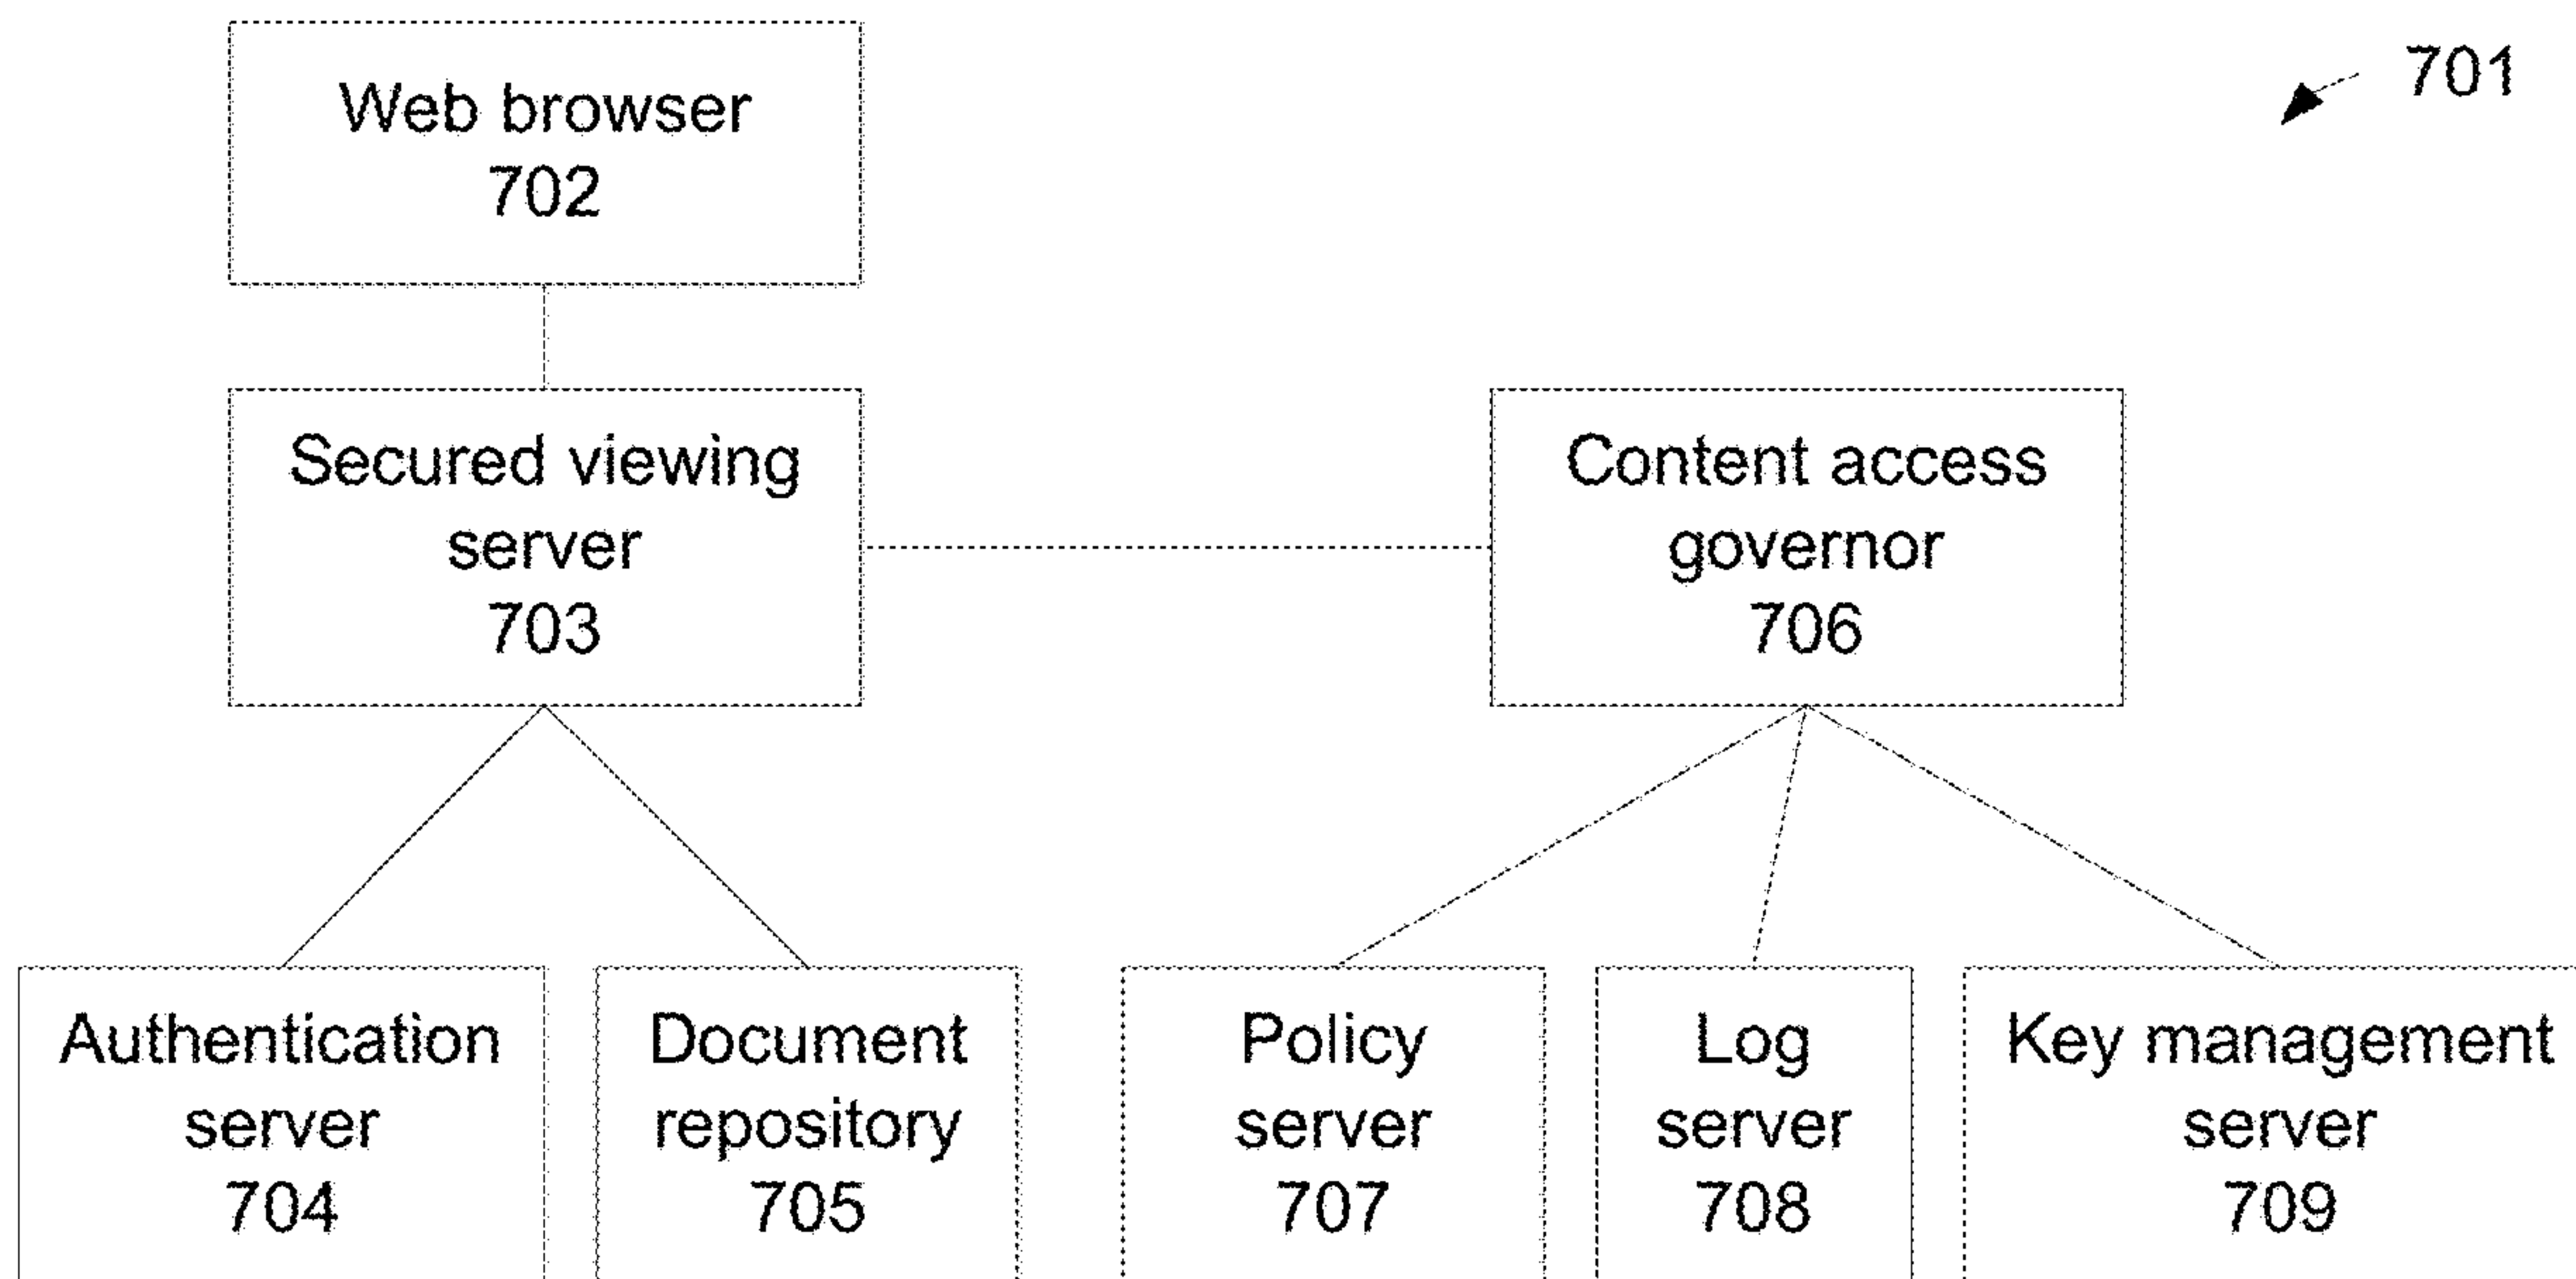 701
Web browser
702
Secured viewing
server
703
Content access
governor
706
Authentication
server
704
Document
repository
705
Policy
server
707
Log
server
708
Key management
server
709